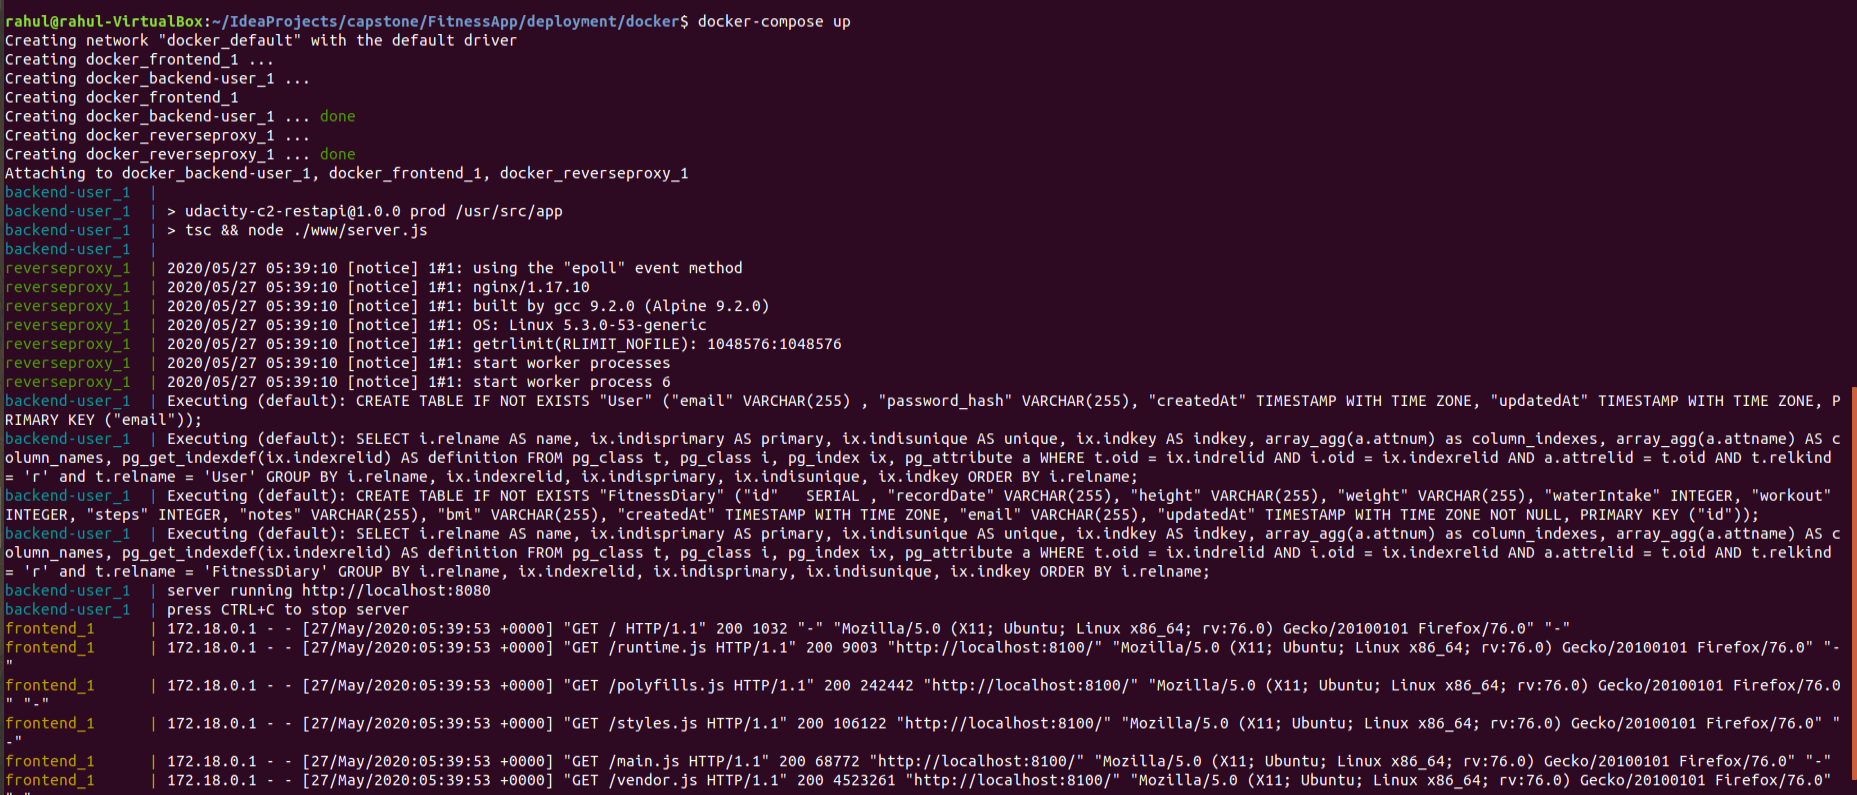 rahul@rahul-VirtualBox:~/IdeaProjects/capstone/FitnessApp/deployment/docker$ docker-compose up
Creating network "docker_default" with the default driver
Creating docker_frontend_1 ...
Creating docker_backend-user_1 ...
Creating docker_frontend_1
Creating docker_backend-user_1 ... done
Creating docker_reverseproxy_1 ...
Creating docker_reverseproxy_1 ... done
Attaching to docker_backend-user_1, docker_frontend_1, docker_reverseproxy_1
backend-user_1  |
backend-user_1  | > udacity-c2-restapi@1.0.0 prod /usr/src/app
backend-user_1  | > tsc && node ./www/server.js
backend-user_1  |
reverseproxy_1  | 2020/05/27 05:39:10 [notice] 1#1: using the "epoll" event method
reverseproxy_1  | 2020/05/27 05:39:10 [notice] 1#1: nginx/1.17.10
reverseproxy_1  | 2020/05/27 05:39:10 [notice] 1#1: built by gcc 9.2.0 (Alpine 9.2.0)
reverseproxy_1  | 2020/05/27 05:39:10 [notice] 1#1: OS: Linux 5.3.0-53-generic
reverseproxy_1  | 2020/05/27 05:39:10 [notice] 1#1: getrlimit(RLIMIT_NOFILE): 1048576:1048576
reverseproxy_1  | 2020/05/27 05:39:10 [notice] 1#1: start worker processes
reverseproxy_1  | 2020/05/27 05:39:10 [notice] 1#1: start worker process 6
backend-user_1  | Executing (default): CREATE TABLE IF NOT EXISTS "User" ("email" VARCHAR(255) , "password_hash" VARCHAR(255), "createdAt" TIMESTAMP WITH TIME ZONE, "updatedAt" TIMESTAMP WITH TIME ZONE, P
RIMARY KEY ("email"));
backend-user_1  | Executing (default): SELECT i.relname AS name, ix.indisprimary AS primary, ix.indisunique AS unique, ix.indkey AS indkey, array_agg(a.attnum) as column_indexes, array_agg(a.attname) AS c
olumn_names, pg_get_indexdef(ix.indexrelid) AS definition FROM pg_class t, pg_class i, pg_index ix, pg_attribute a WHERE t.oid = ix.indrelid AND i.oid = ix.indexrelid AND a.attrelid = t.oid AND t.relkind
= 'r' and t.relname = 'User' GROUP BY i.relname, ix.indexrelid, ix.indisprimary, ix.indisunique, ix.indkey ORDER BY i.relname;
backend-user_1  | Executing (default): CREATE TABLE IF NOT EXISTS "FitnessDiary" ("id"   SERIAL , "recordDate" VARCHAR(255), "height" VARCHAR(255), "weight" VARCHAR(255), "waterIntake" INTEGER, "workout"
INTEGER, "steps" INTEGER, "notes" VARCHAR(255), "bmi" VARCHAR(255), "createdAt" TIMESTAMP WITH TIME ZONE, "email" VARCHAR(255), "updatedAt" TIMESTAMP WITH TIME ZONE NOT NULL, PRIMARY KEY ("id"));
backend-user_1  | Executing (default): SELECT i.relname AS name, ix.indisprimary AS primary, ix.indisunique AS unique, ix.indkey AS indkey, array_agg(a.attnum) as column_indexes, array_agg(a.attname) AS c
olumn_names, pg_get_indexdef(ix.indexrelid) AS definition FROM pg_class t, pg_class i, pg_index ix, pg_attribute a WHERE t.oid = ix.indrelid AND i.oid = ix.indexrelid AND a.attrelid = t.oid AND t.relkind
= 'r' and t.relname = 'FitnessDiary' GROUP BY i.relname, ix.indexrelid, ix.indisprimary, ix.indisunique, ix.indkey ORDER BY i.relname;
backend-user_1  | server running http://localhost:8080
backend-user_1  | press CTRL+C to stop server
frontend_1      | 172.18.0.1 - - [27/May/2020:05:39:53 +0000] "GET / HTTP/1.1" 200 1032 "-" "Mozilla/5.0 (X11; Ubuntu; Linux x86_64; rv:76.0) Gecko/20100101 Firefox/76.0" "-"
frontend_1      | 172.18.0.1 - - [27/May/2020:05:39:53 +0000] "GET /runtime.js HTTP/1.1" 200 9003 "http://localhost:8100/" "Mozilla/5.0 (X11; Ubuntu; Linux x86_64; rv:76.0) Gecko/20100101 Firefox/76.0" "-
"
frontend_1      | 172.18.0.1 - - [27/May/2020:05:39:53 +0000] "GET /polyfills.js HTTP/1.1" 200 242442 "http://localhost:8100/" "Mozilla/5.0 (X11; Ubuntu; Linux x86_64; rv:76.0) Gecko/20100101 Firefox/76.0
" "-"
frontend_1      | 172.18.0.1 - - [27/May/2020:05:39:53 +0000] "GET /styles.js HTTP/1.1" 200 106122 "http://localhost:8100/" "Mozilla/5.0 (X11; Ubuntu; Linux x86_64; rv:76.0) Gecko/20100101 Firefox/76.0" "
-"
frontend_1      | 172.18.0.1 - - [27/May/2020:05:39:53 +0000] "GET /main.js HTTP/1.1" 200 68772 "http://localhost:8100/" "Mozilla/5.0 (X11; Ubuntu; Linux x86_64; rv:76.0) Gecko/20100101 Firefox/76.0" "-"
frontend_1      | 172.18.0.1 - - [27/May/2020:05:39:53 +0000] "GET /vendor.js HTTP/1.1" 200 4523261 "http://localhost:8100/" "Mozilla/5.0 (X11; Ubuntu; Linux x86_64; rv:76.0) Gecko/20100101 Firefox/76.0"